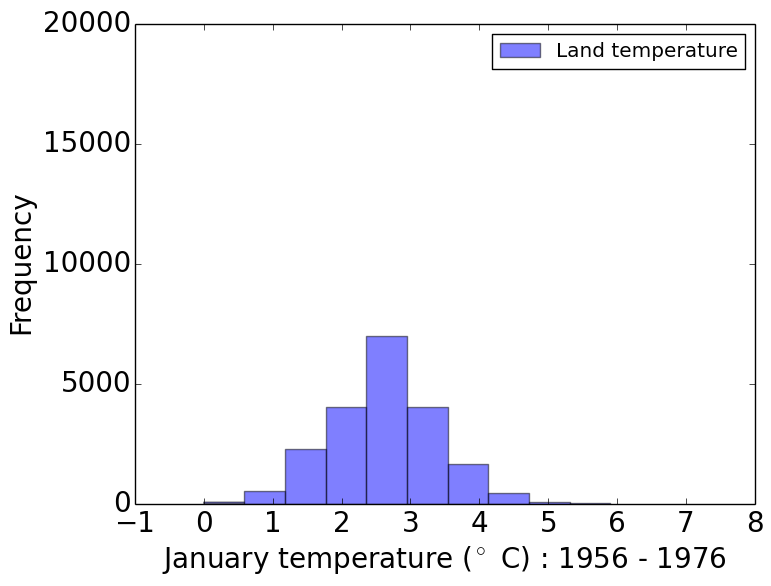 20000
15000
10000
5000
0
Frequency
Land temperature
−1 0 1 2 3 4 5 6 7 8
January temperature (° C) : 1956 - 1976